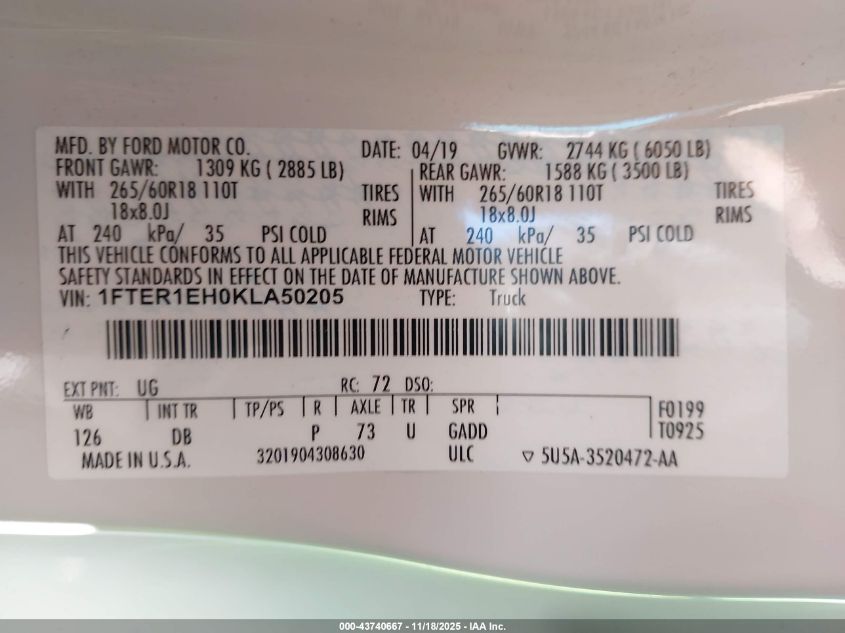 MFD. BY FORD MOTOR CO. DATE: 04/19 GVWR: 2744 KG ( 6050 LB)
FRONT GAWR: 1309 KG ( 2885 LB) REAR GAWR: 1588 KG ( 3500 LB)
WITH 265/60R18 110T TIRES WITH 265/60R18 110T TIRES
18x8.0J RIMS 18x8.0J RIMS
AT 240 kPa/ 35 PSI COLD AT 240 kPa/ 35 PSI COLD
THIS VEHICLE CONFORMS TO ALL APPLICABLE FEDERAL MOTOR VEHICLE
SAFETY STANDARDS IN EFFECT ON THE DATE OF MANUFACTURE SHOWN ABOVE.
VIN: 1FTER1EH0KLA50205 TYPE: Truck
EXT PNT: UG RC: 72 DSO:
WB INT TR TP/PS R AXLE TR SPR F0199
126 DB P 73 U GADD T0925
MADE IN U.S.A. 3201904308630 ULC ▽ 5U5A-3520472-AA
000-43740667 - 11/18/2025 - IAA Inc.